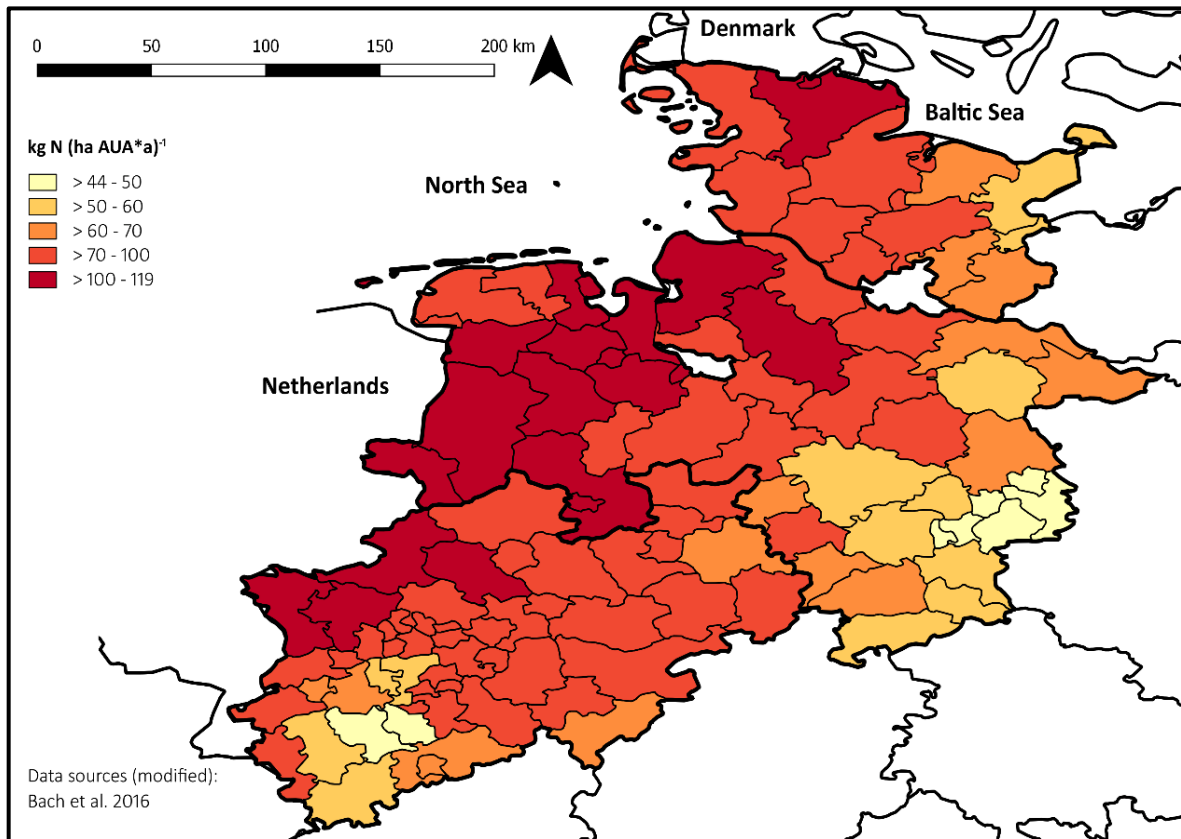 Denmark
0 50 100 150 200 km
Baltic Sea
kg N (ha AUA*a)⁻¹
> 44 - 50
North Sea
> 50 - 60
> 60 - 70
> 70 - 100
> 100 - 119
Netherlands
Data sources (modified):
Bach et al. 2016